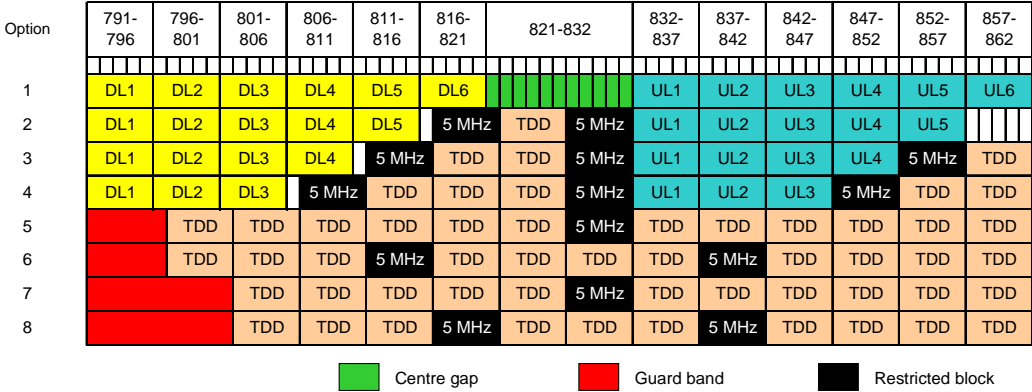 Option 791-796 796-801 801-806 806-811 811-816 816-821 821-832 832-837 837-842 842-847 847-852 852-857 857-862
1 DL1 DL2 DL3 DL4 DL5 DL6 UL1 UL2 UL3 UL4 UL5 UL6
2 DL1 DL2 DL3 DL4 DL5 5 MHz TDD 5 MHz UL1 UL2 UL3 UL4 UL5
3 DL1 DL2 DL3 DL4 5 MHz TDD TDD 5 MHz UL1 UL2 UL3 UL4 5 MHz TDD
4 DL1 DL2 DL3 5 MHz TDD TDD TDD 5 MHz UL1 UL2 UL3 5 MHz TDD TDD
5 TDD TDD TDD TDD TDD TDD 5 MHz TDD TDD TDD TDD TDD TDD
6 TDD TDD TDD 5 MHz TDD TDD TDD TDD 5 MHz TDD TDD TDD TDD
7 TDD TDD TDD TDD TDD 5 MHz TDD TDD TDD TDD TDD TDD
8 TDD TDD TDD 5 MHz TDD TDD TDD 5 MHz TDD TDD TDD TDD
Centre gap Guard band Restricted block